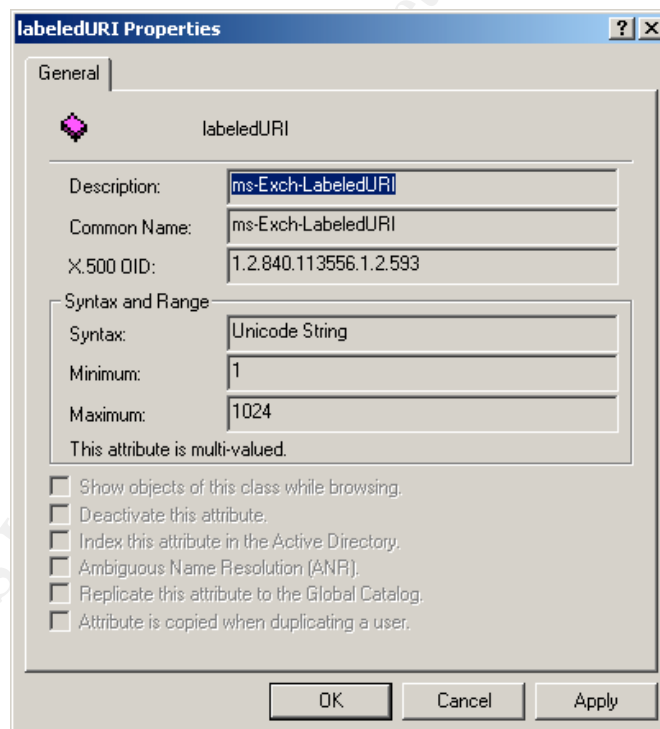 labeledURI Properties
General
labeledURI
Description: ms-Exch-LabeledURI
Common Name: ms-Exch-LabeledURI
X.500 OID: 1.2.840.113556.1.2.593
Syntax and Range
Syntax: Unicode String
Minimum: 1
Maximum: 1024
This attribute is multi-valued.
Show objects of this class while browsing.
Deactivate this attribute.
Index this attribute in the Active Directory.
Ambiguous Name Resolution (ANR).
Replicate this attribute to the Global Catalog.
Attribute is copied when duplicating a user.
OK Cancel Apply